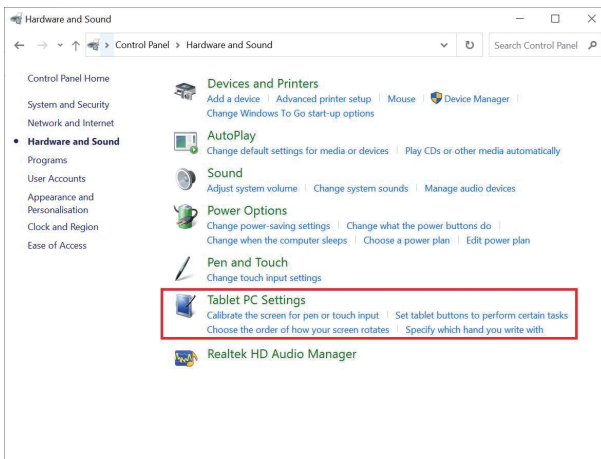 Hardware and Sound
Control Panel > Hardware and Sound
Search Control Panel
Control Panel Home
System and Security
Network and Internet
Hardware and Sound
Programs
User Accounts
Appearance and
Personalisation
Clock and Region
Ease of Access
Devices and Printers
Add a device | Advanced printer setup | Mouse | Device Manager |
Change Windows To Go start-up options
AutoPlay
Change default settings for media or devices | Play CDs or other media automatically
Sound
Adjust system volume | Change system sounds | Manage audio devices
Power Options
Change power-saving settings | Change what the power buttons do |
Change when the computer sleeps | Choose a power plan | Edit power plan
Pen and Touch
Change touch input settings
Tablet PC Settings
Calibrate the screen for pen or touch input | Set tablet buttons to perform certain tasks
Choose the order of how your screen rotates | Specify which hand you write with
Realtek HD Audio Manager